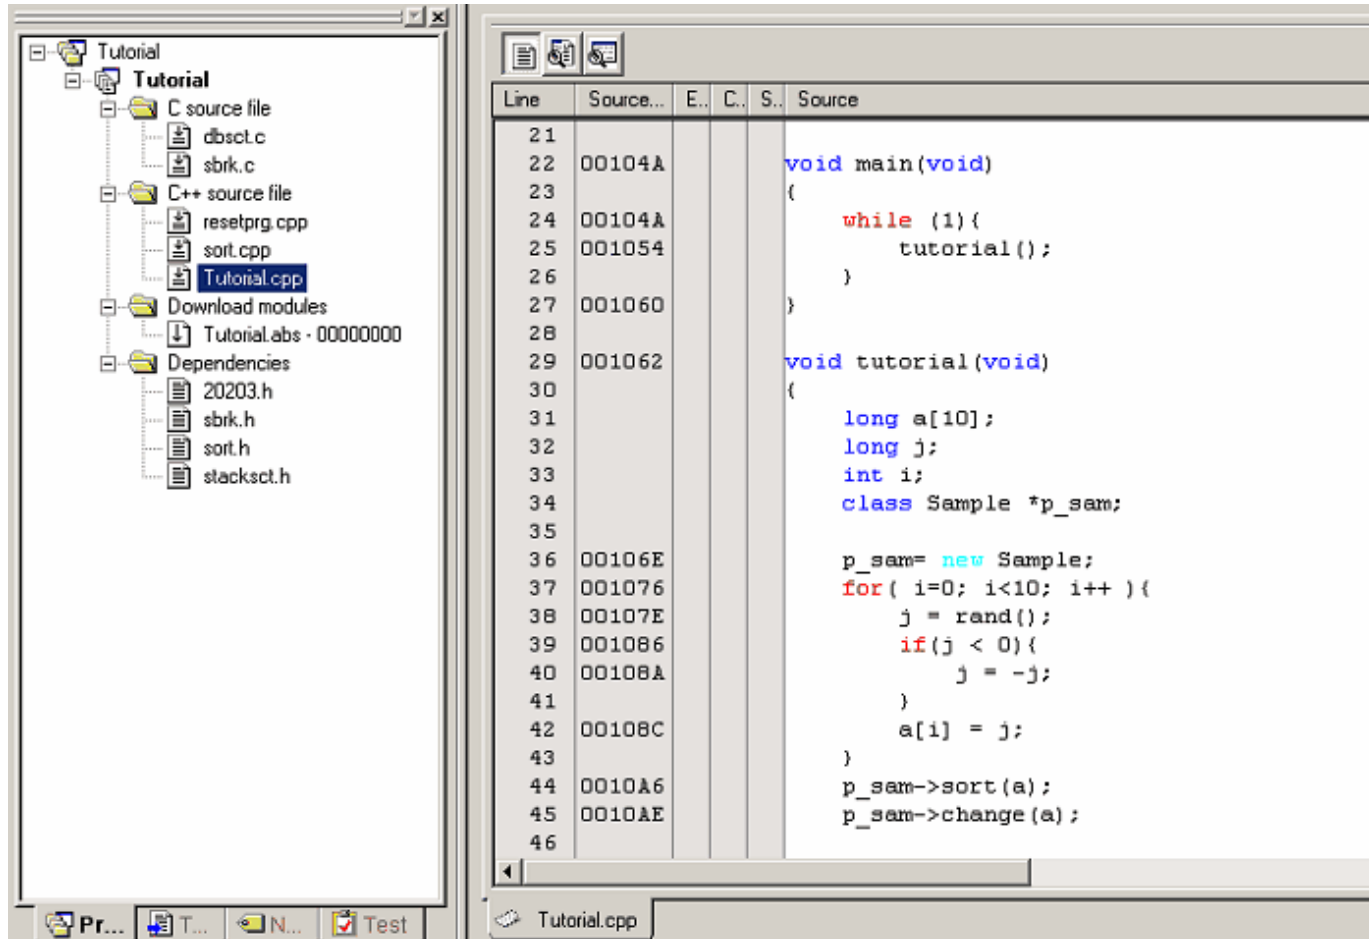 Tutorial
Tutorial
C source file
dbsct.c
sbrk.c
C++ source file
resetprg.cpp
sort.cpp
Tutorial.cpp
Download modules
Tutorial.abs - 00000000
Dependencies
20203.h
sbrk.h
sort.h
stacksct.h
Pr... T... N... Test
Line Source... E.. C.. S.. Source
21
22 00104A void main(void)
23 {
24 00104A while (1){
25 001054 tutorial();
26 }
27 001060 }
28
29 001062 void tutorial(void)
30 {
31 long a[10];
32 long j;
33 int i;
34 class Sample *p_sam;
35
36 00106E p_sam= new Sample;
37 001076 for( i=0; i<10; i++ ){
38 00107E j = rand();
39 001086 if(j < 0){
40 00108A j = -j;
41 }
42 00108C a[i] = j;
43 }
44 0010A6 p_sam->sort(a);
45 0010AE p_sam->change(a);
46
Tutorial.cpp